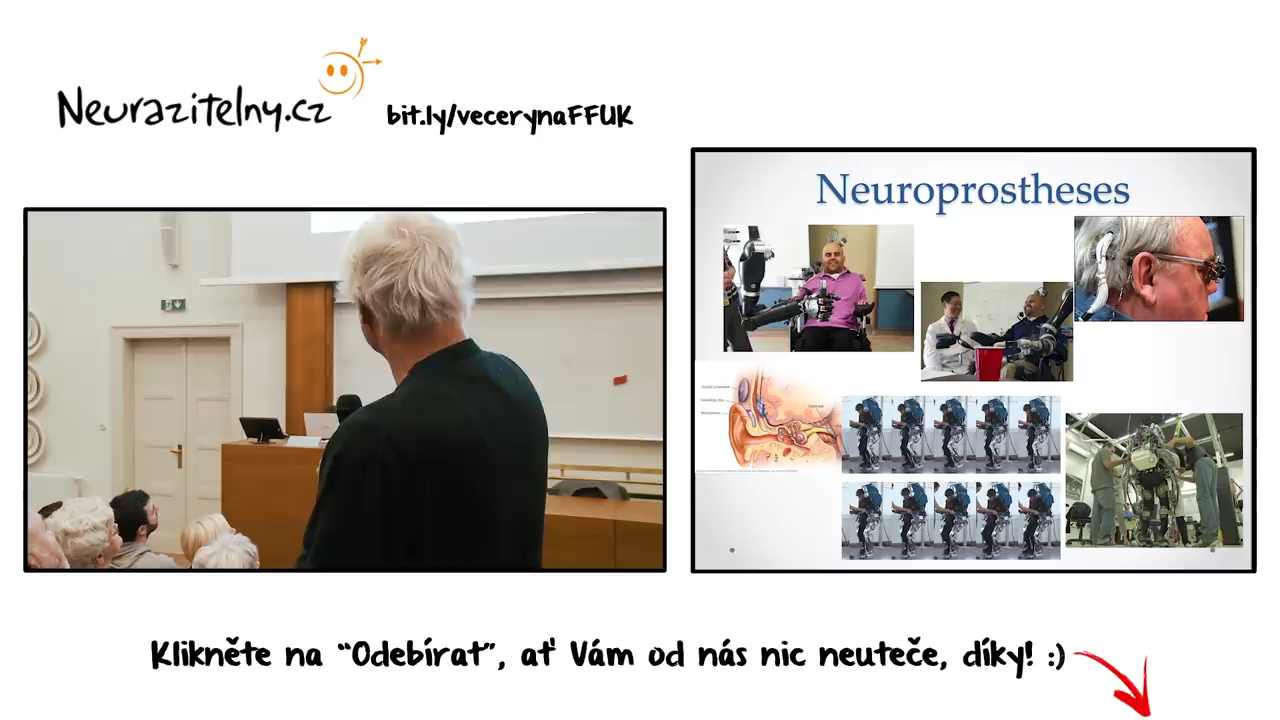 Neurazitelny.cz
bit.ly/vecerynaFFUK
Neuroprostheses
Klikněte na “Odebírat”, ať Vám od nás nic neuteče, díky! :)